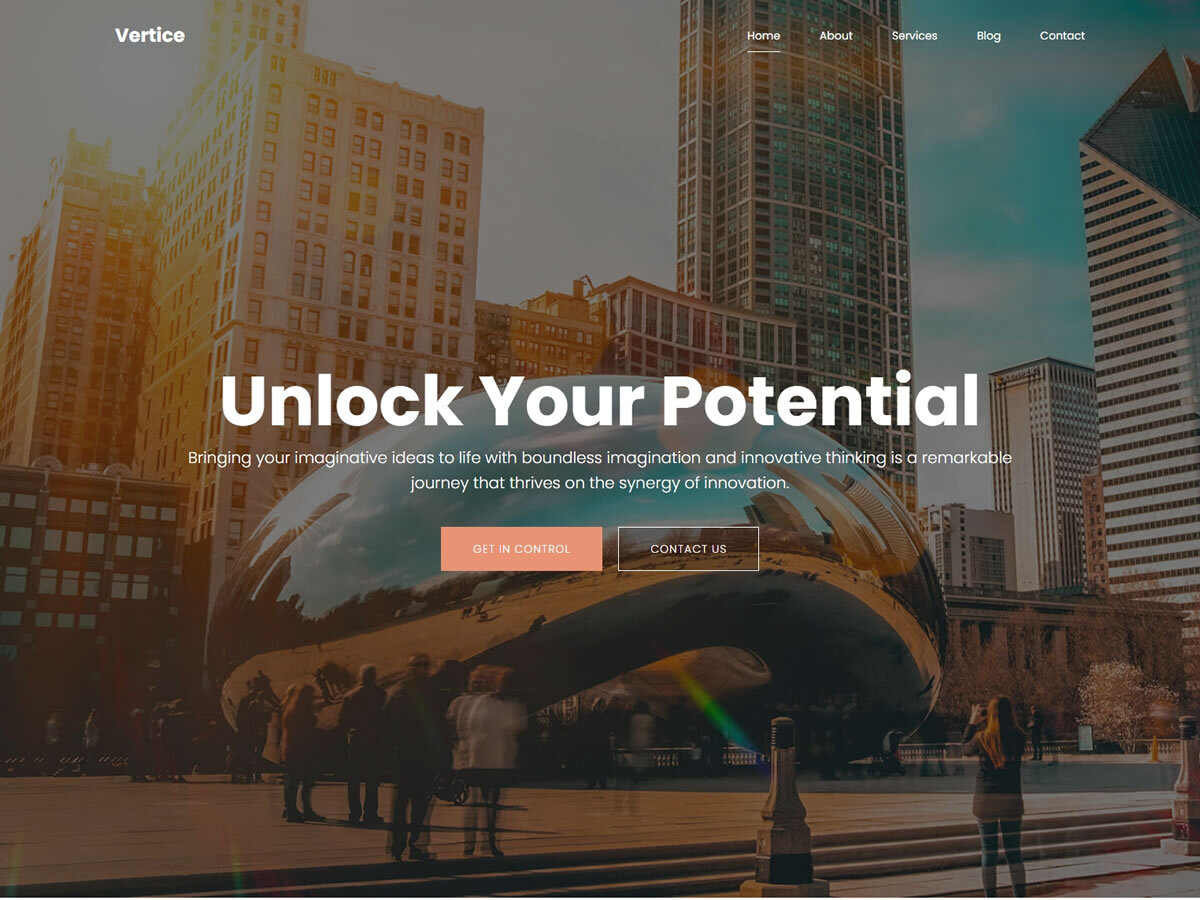 Vertice
Home About Services Blog Contact
Unlock Your Potential
Bringing your imaginative ideas to life with boundless imagination and innovative thinking is a remarkable
journey that thrives on the synergy of innovation.
GET IN CONTROL CONTACT US